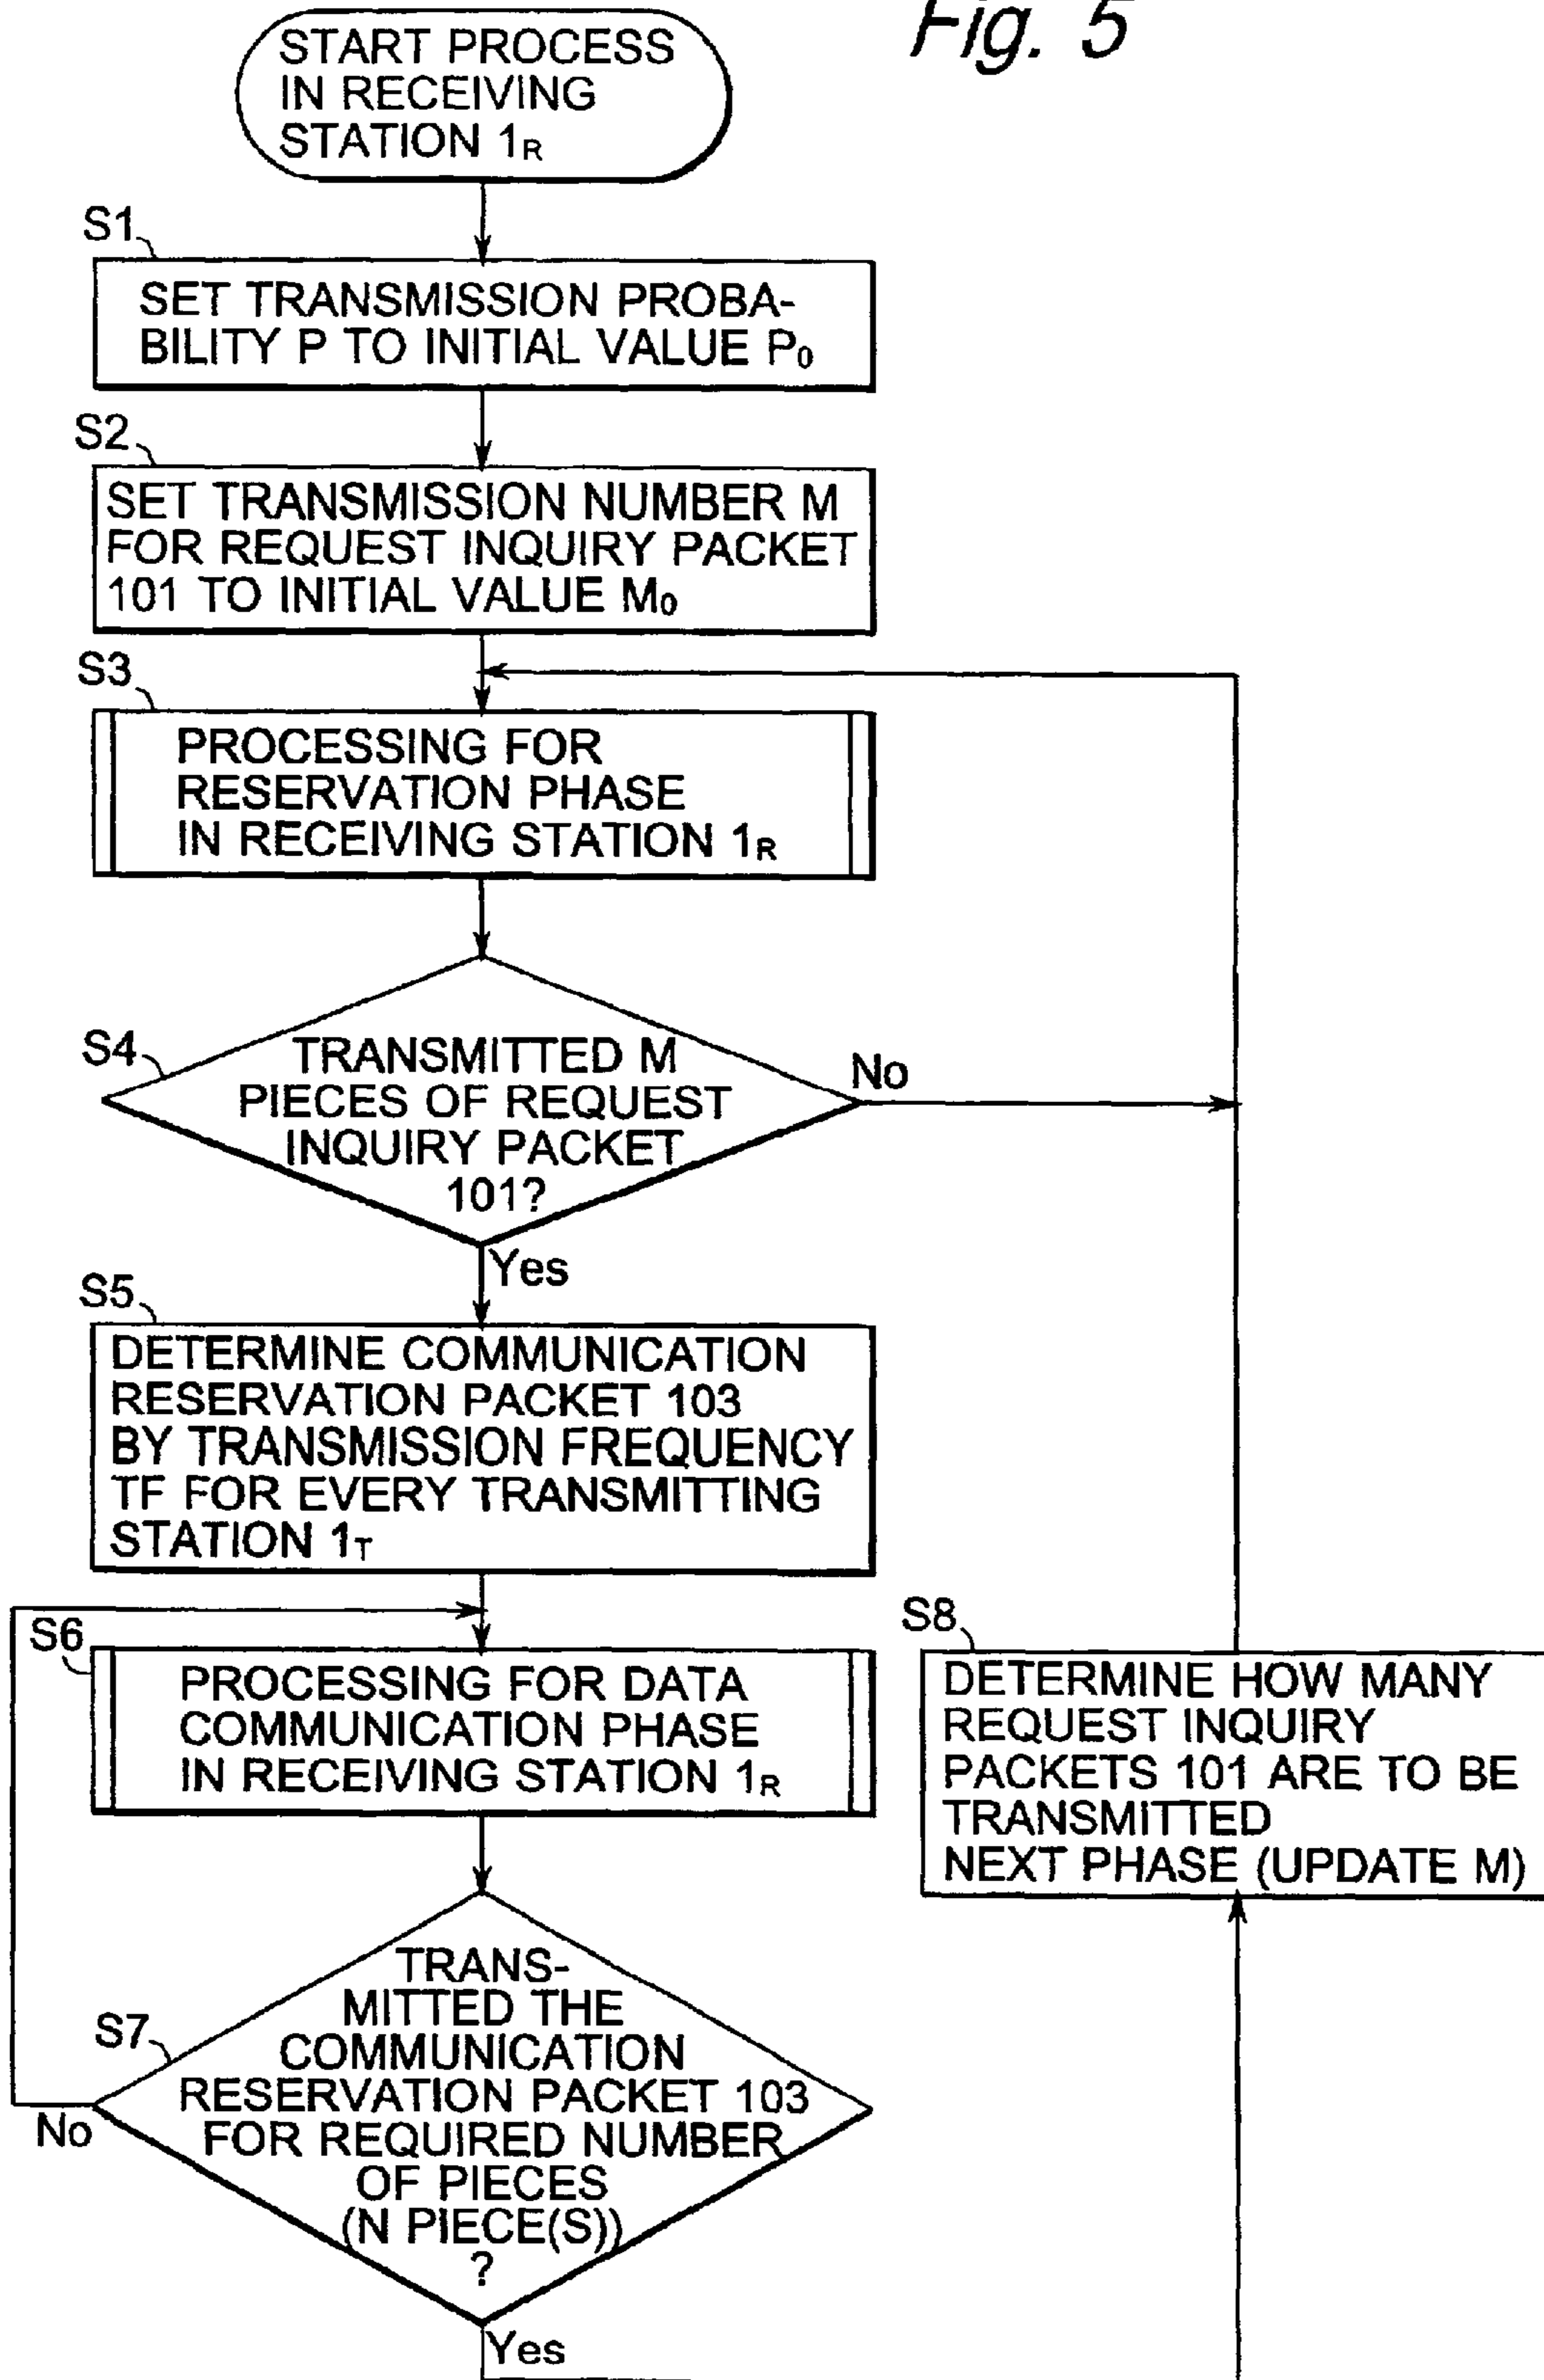 Fig. 5
START PROCESS
IN RECEIVING
STATION 1R
S1
SET TRANSMISSION PROBA-
BILITY P TO INITIAL VALUE P0
S2
SET TRANSMISSION NUMBER M
FOR REQUEST INQUIRY PACKET
101 TO INITIAL VALUE M0
S3
PROCESSING FOR
RESERVATION PHASE
IN RECEIVING STATION 1R
S4
TRANSMITTED M
PIECES OF REQUEST
INQUIRY PACKET
101?
No
Yes
S5
DETERMINE COMMUNICATION
RESERVATION PACKET 103
BY TRANSMISSION FREQUENCY
TF FOR EVERY TRANSMITTING
STATION 1T
S6
PROCESSING FOR DATA
COMMUNICATION PHASE
IN RECEIVING STATION 1R
S7
TRANS-
MITTED THE
COMMUNICATION
RESERVATION PACKET 103
FOR REQUIRED NUMBER
OF PIECES
(N PIECE(S))
?
No
Yes
S8
DETERMINE HOW MANY
REQUEST INQUIRY
PACKETS 101 ARE TO BE
TRANSMITTED
NEXT PHASE (UPDATE M)